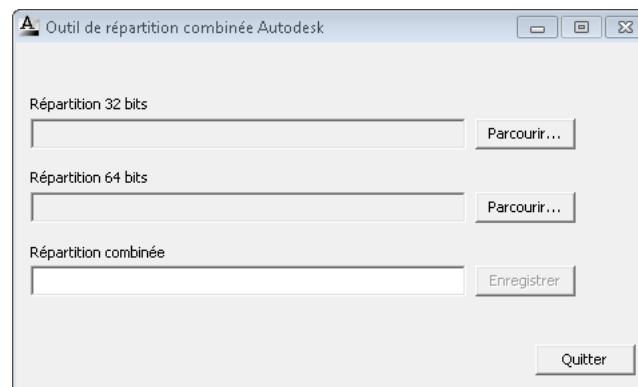 Outil de répartition combinée Autodesk
Répartition 32 bits
Parcourir...
Répartition 64 bits
Parcourir...
Répartition combinée
Enregistrer
Quitter